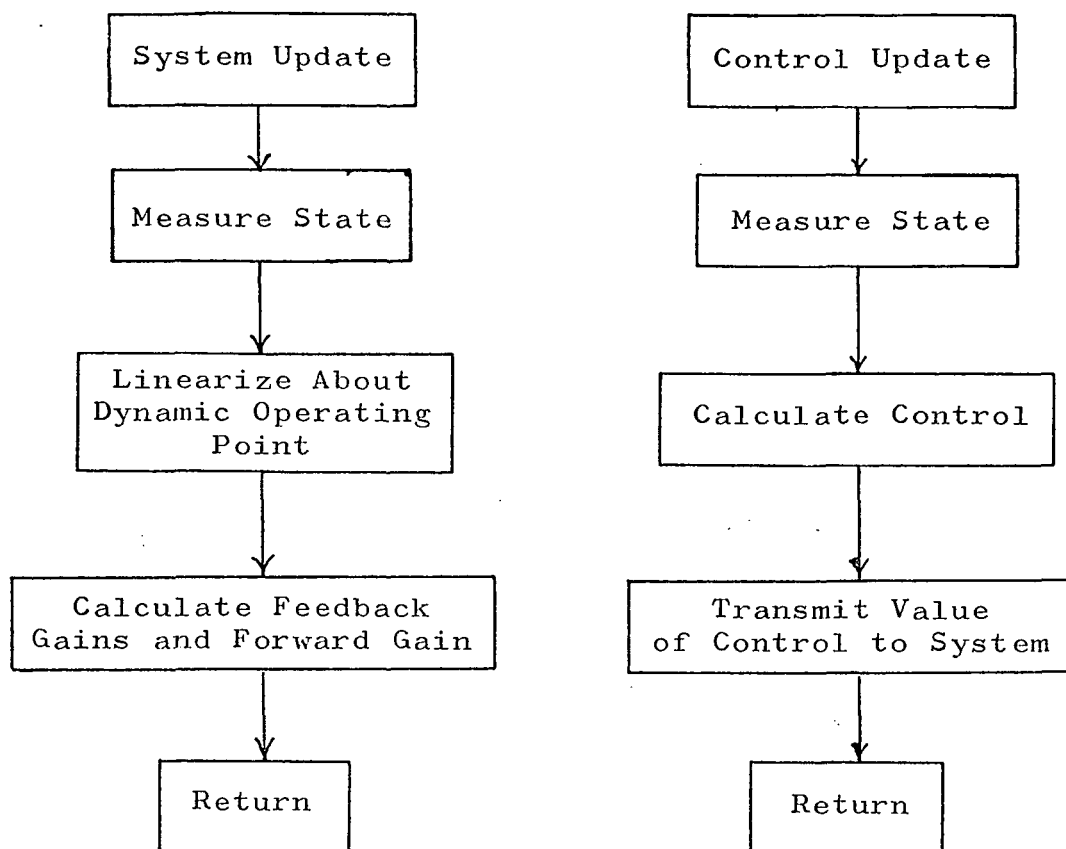 System Update
Measure State
Linearize About
Dynamic Operating
Point
Calculate Feedback
Gains and Forward Gain
Return
Control Update
Measure State
Calculate Control
Transmit Value
of Control to System
Return